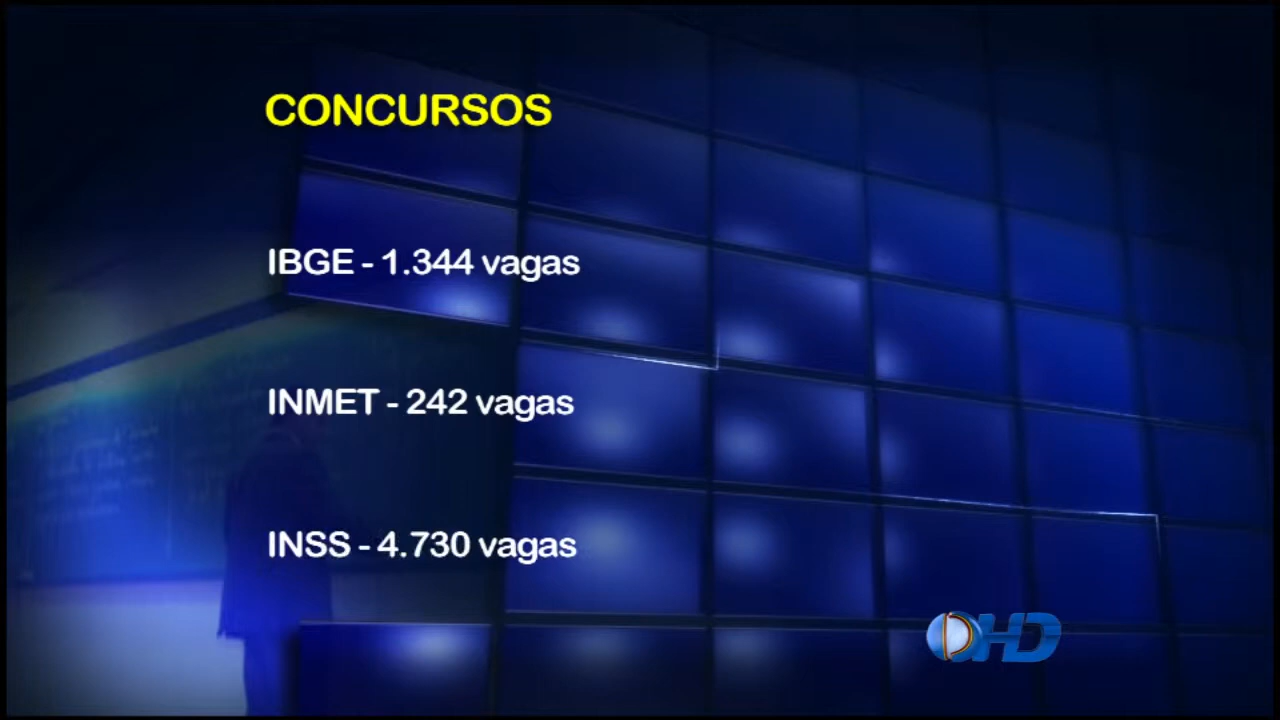 CONCURSOS
IBGE - 1.344 vagas
INMET - 242 vagas
INSS - 4.730 vagas
HD